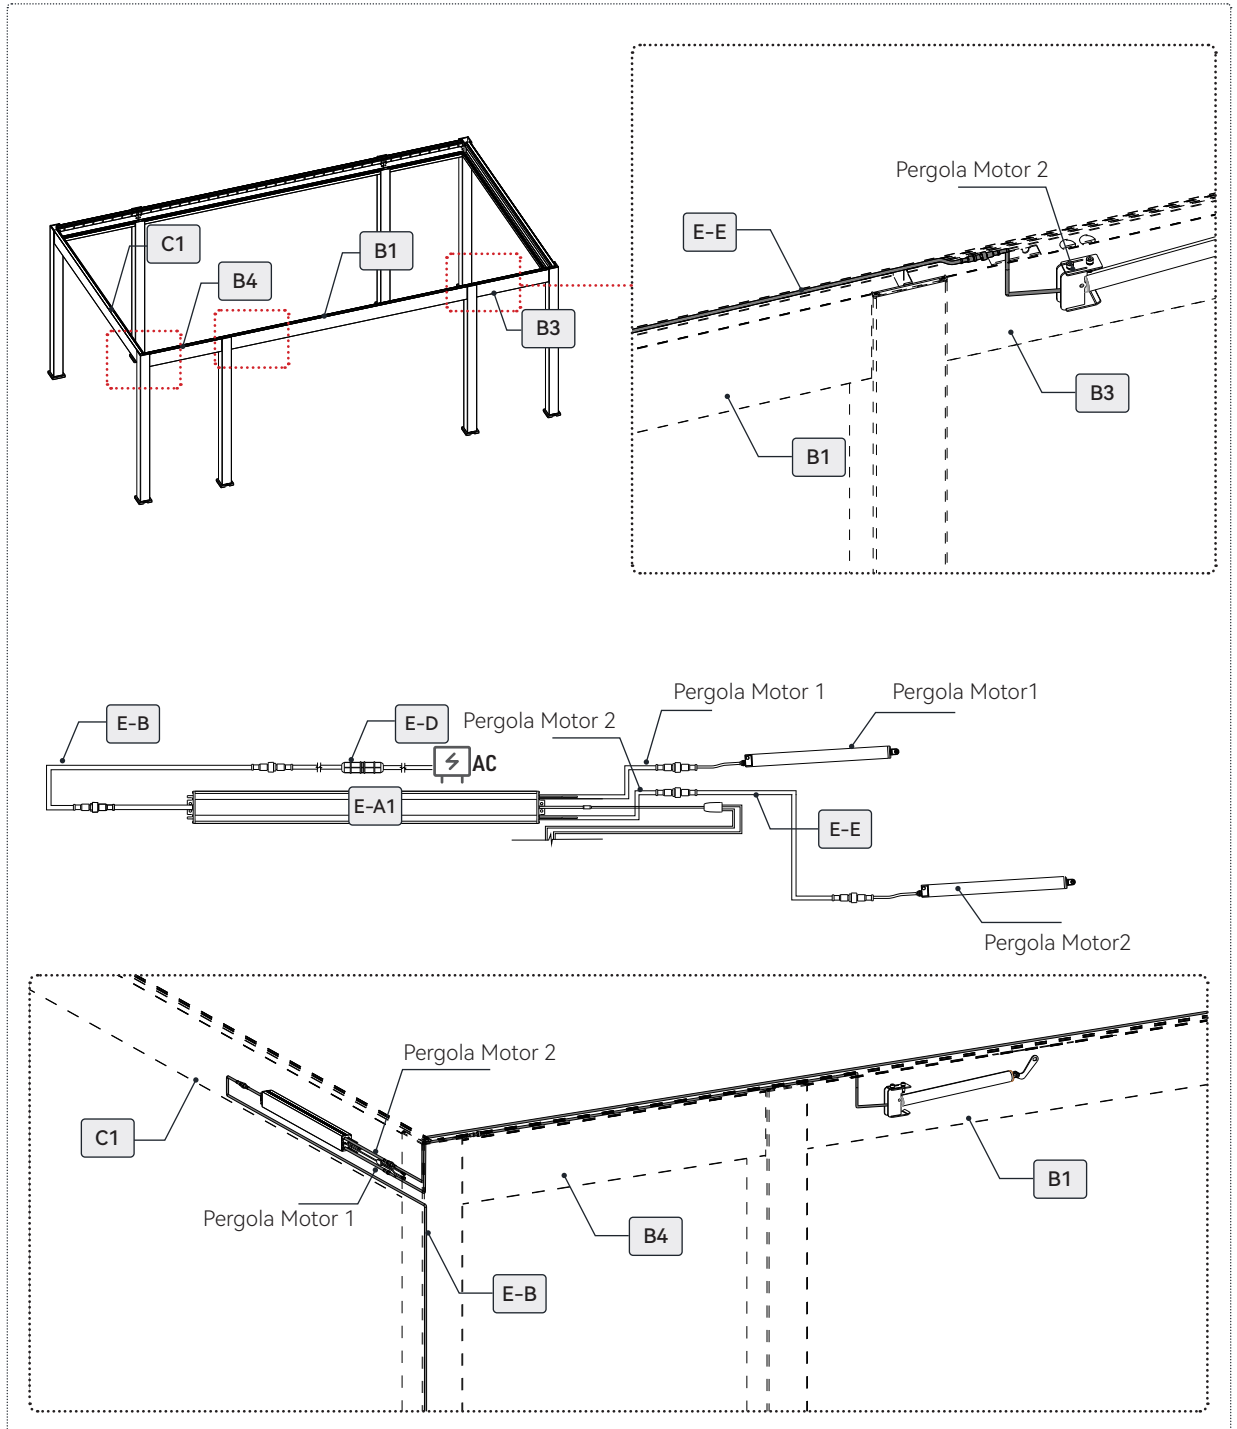 C1
B4
B1
B3
Pergola Motor 2
E-E
B3
B1
E-B
E-D
Pergola Motor 2
Pergola Motor 1
Pergola Motor1
AC
E-A1
E-E
Pergola Motor2
Pergola Motor 2
C1
Pergola Motor 1
B4
B1
E-B